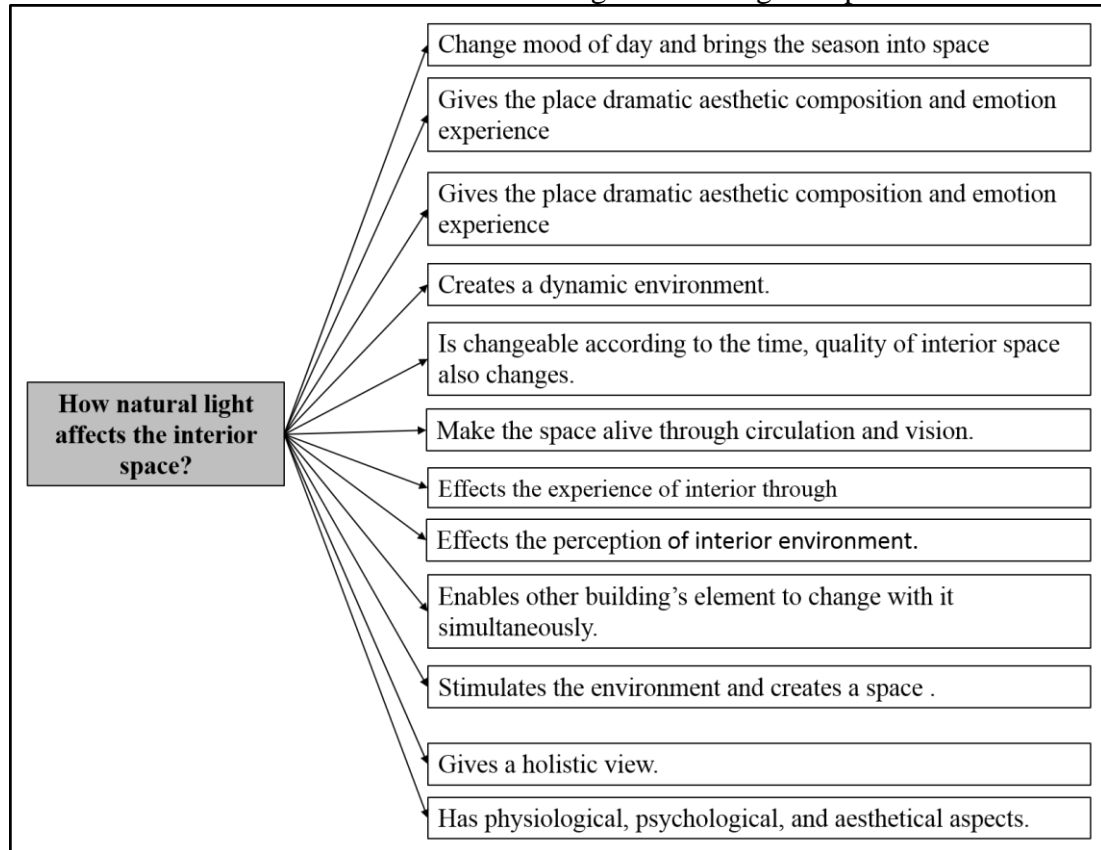 Change mood of day and brings the season into space
Gives the place dramatic aesthetic composition and emotion
experience
Gives the place dramatic aesthetic composition and emotion
experience
Creates a dynamic environment.
Is changeable according to the time, quality of interior space
also changes.
How natural light
affects the interior
space?
Make the space alive through circulation and vision.
Effects the experience of interior through
Effects the perception of interior environment.
Enables other building’s element to change with it
simultaneously.
Stimulates the environment and creates a space .
Gives a holistic view.
Has physiological, psychological, and aesthetical aspects.